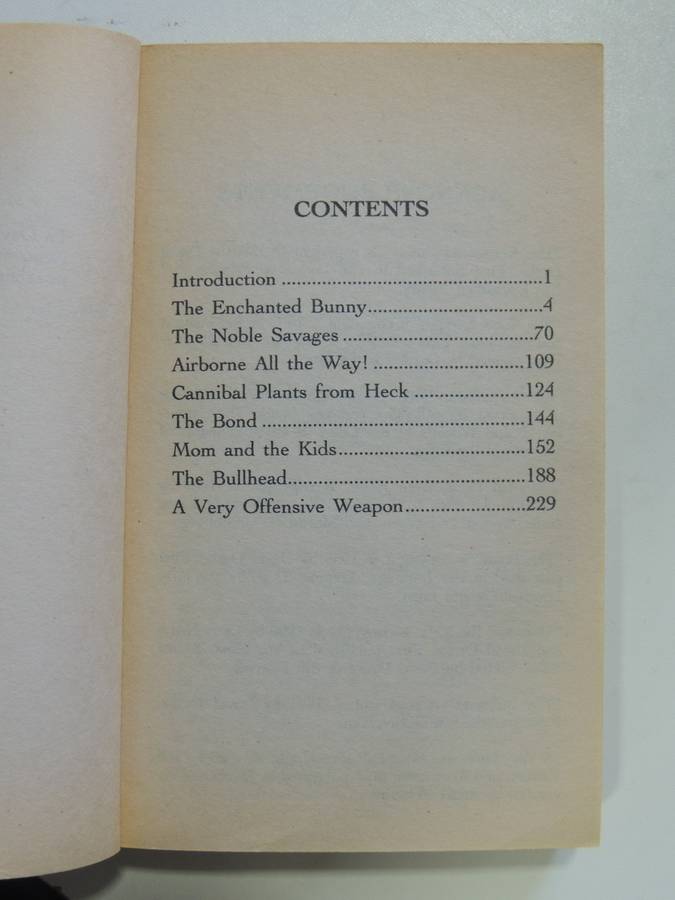 CONTENTS
Introduction .................................................1
The Enchanted Bunny.................................4
The Noble Savages ....................................70
Airborne All the Way! .............................109
Cannibal Plants from Heck .....................124
The Bond .................................................144
Mom and the Kids...................................152
The Bullhead............................................188
A Very Offensive Weapon.......................229